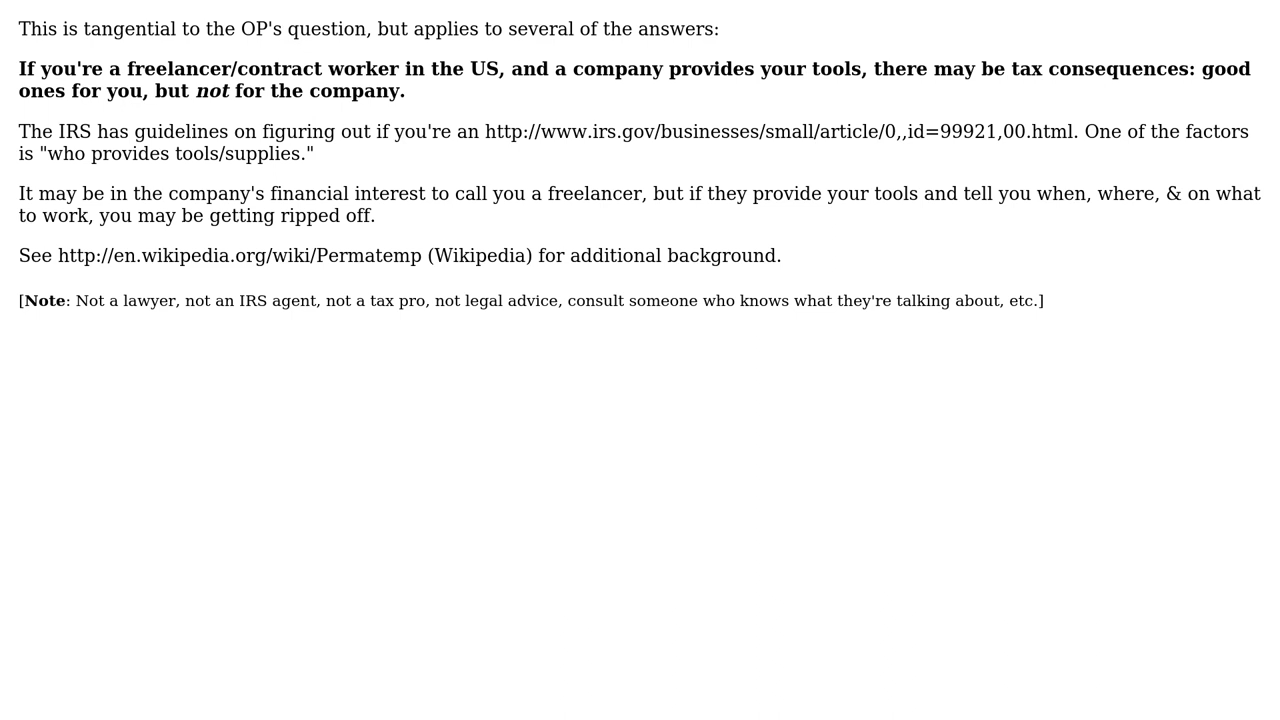 This is tangential to the OP's question, but applies to several of the answers:
If you're a freelancer/contract worker in the US, and a company provides your tools, there may be tax consequences: good
ones for you, but not for the company.
The IRS has guidelines on figuring out if you're an http://www.irs.gov/businesses/small/article/0,,id=99921,00.html. One of the factors
is "who provides tools/supplies."
It may be in the company's financial interest to call you a freelancer, but if they provide your tools and tell you when, where, & on what
to work, you may be getting ripped off.
See http://en.wikipedia.org/wiki/Permatemp (Wikipedia) for additional background.
[Note: Not a lawyer, not an IRS agent, not a tax pro, not legal advice, consult someone who knows what they're talking about, etc.]